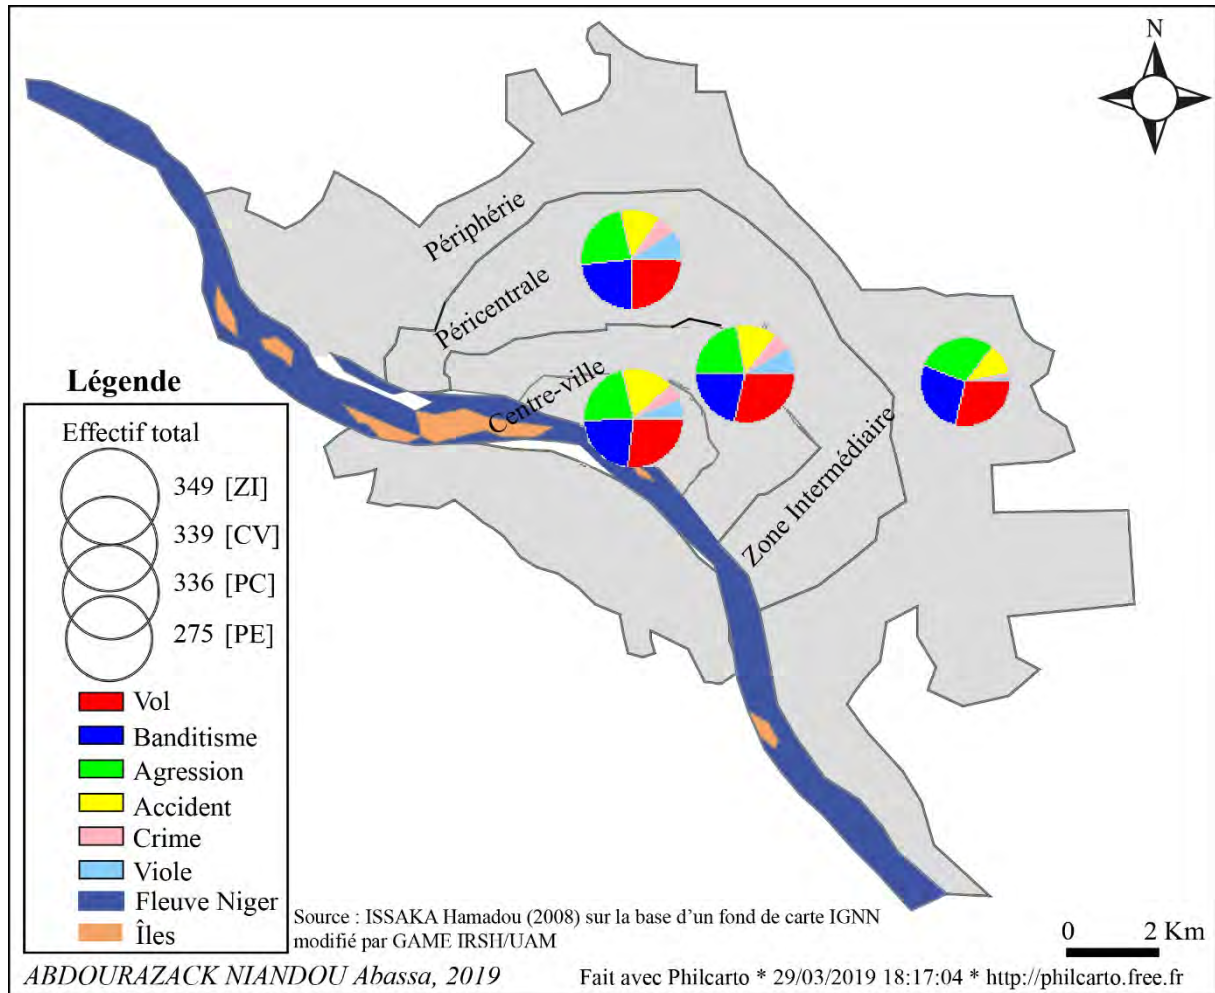 N
Périphérie
Péricentrale
Centre-ville
Zone Intermédiaire
Légende
Effectif total
349 [ZI]
339 [CV]
336 [PC]
275 [PE]
Vol
Banditisme
Agression
Accident
Crime
Viole
Fleuve Niger
Îles
Source : ISSAKA Hamadou (2008) sur la base d'un fond de carte IGNN
modifié par GAME IRSH/UAM
0 2 Km
ABDOURAZACK NIANDOU Abassa, 2019
Fait avec Philcarto * 29/03/2019 18:17:04 * http://philcarto.free.fr